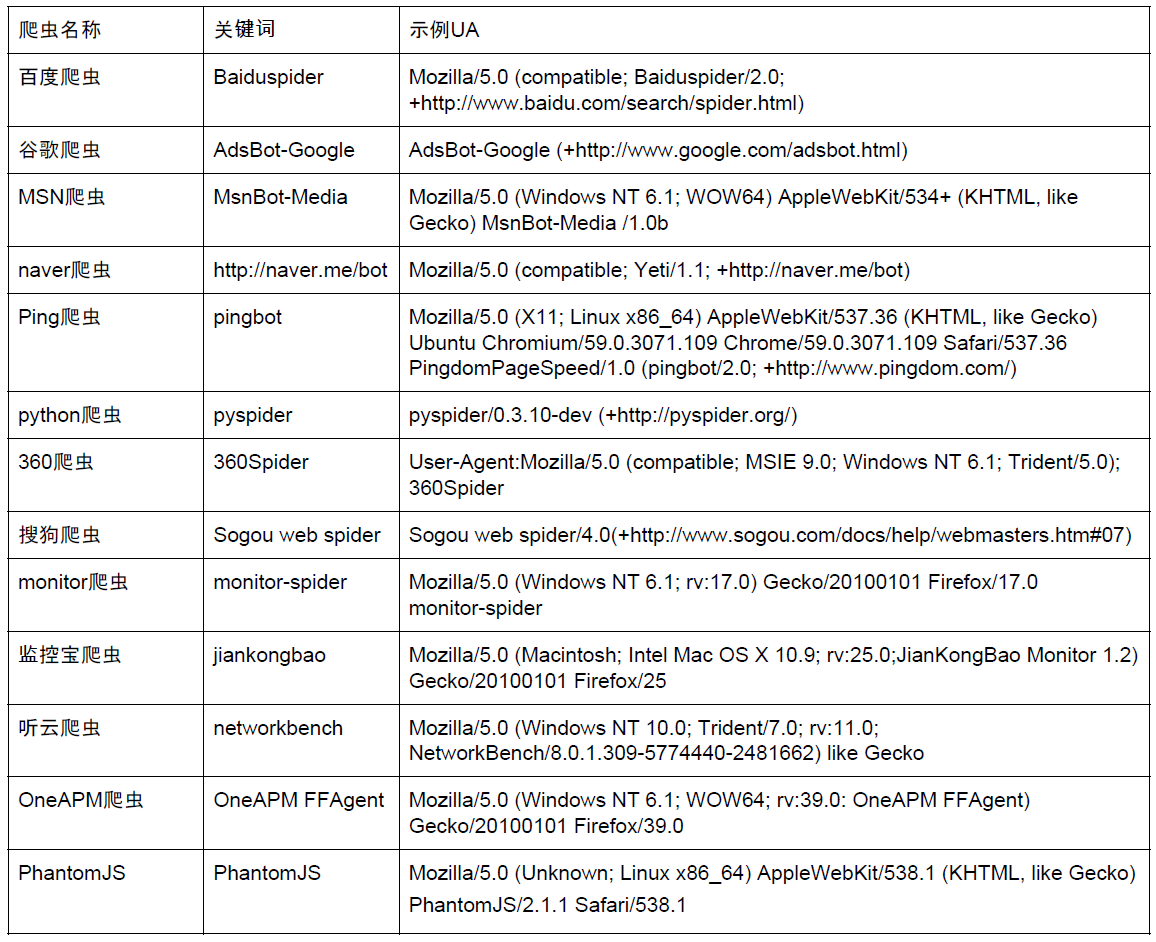 爬虫名称 关键词 示例UA
百度爬虫 Baiduspider Mozilla/5.0 (compatible; Baiduspider/2.0;
+http://www.baidu.com/search/spider.html)
谷歌爬虫 AdsBot-Google AdsBot-Google (+http://www.google.com/adsbot.html)
MSN爬虫 MsnBot-Media Mozilla/5.0 (Windows NT 6.1; WOW64) AppleWebKit/534+ (KHTML, like
Gecko) MsnBot-Media /1.0b
naver爬虫 http://naver.me/bot Mozilla/5.0 (compatible; Yeti/1.1; +http://naver.me/bot)
Ping爬虫 pingbot Mozilla/5.0 (X11; Linux x86_64) AppleWebKit/537.36 (KHTML, like Gecko)
Ubuntu Chromium/59.0.3071.109 Chrome/59.0.3071.109 Safari/537.36
PingdomPageSpeed/1.0 (pingbot/2.0; +http://www.pingdom.com/)
python爬虫 pyspider pyspider/0.3.10-dev (+http://pyspider.org/)
360爬虫 360Spider User-Agent:Mozilla/5.0 (compatible; MSIE 9.0; Windows NT 6.1; Trident/5.0);
360Spider
搜狗爬虫 Sogou web spider Sogou web spider/4.0(+http://www.sogou.com/docs/help/webmasters.htm#07)
monitor爬虫 monitor-spider Mozilla/5.0 (Windows NT 6.1; rv:17.0) Gecko/20100101 Firefox/17.0
monitor-spider
监控宝爬虫 jiankongbao Mozilla/5.0 (Macintosh; Intel Mac OS X 10.9; rv:25.0;JianKongBao Monitor 1.2)
Gecko/20100101 Firefox/25
听云爬虫 networkbench Mozilla/5.0 (Windows NT 10.0; Trident/7.0; rv:11.0;
NetworkBench/8.0.1.309-5774440-2481662) like Gecko
OneAPM爬虫 OneAPM FFAgent Mozilla/5.0 (Windows NT 6.1; WOW64; rv:39.0: OneAPM FFAgent)
Gecko/20100101 Firefox/39.0
PhantomJS PhantomJS Mozilla/5.0 (Unknown; Linux x86_64) AppleWebKit/538.1 (KHTML, like Gecko)
PhantomJS/2.1.1 Safari/538.1